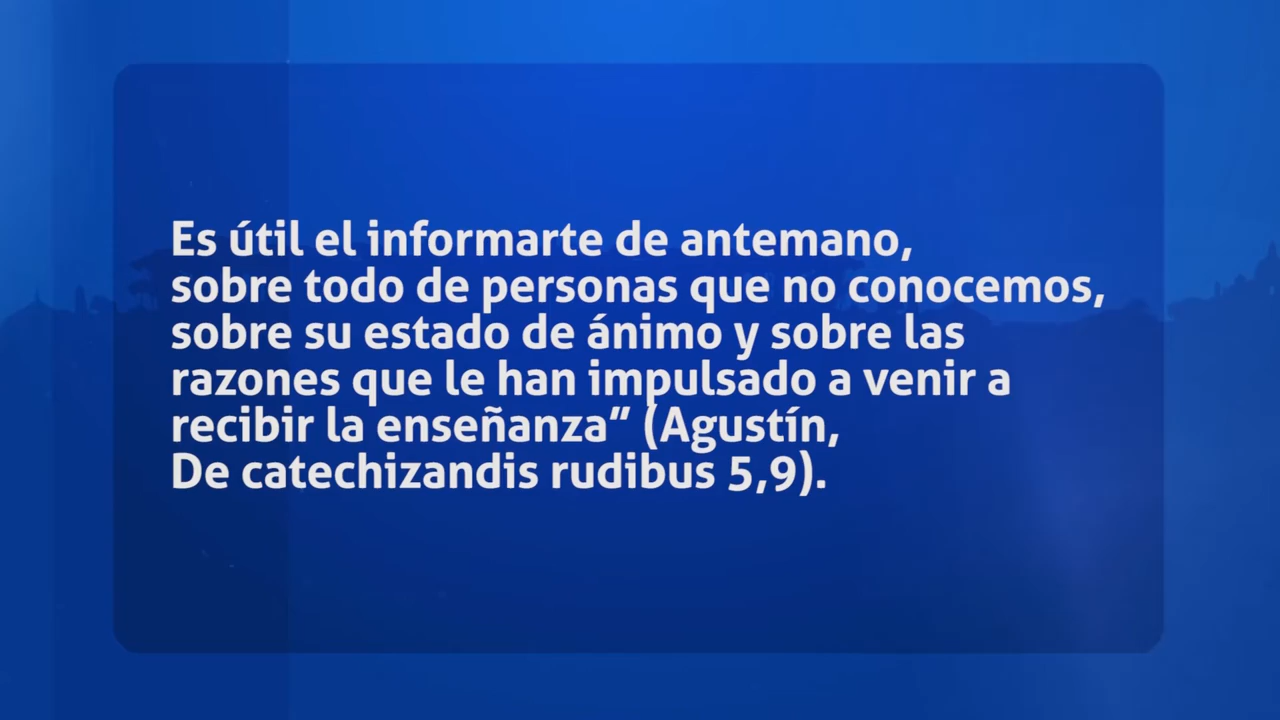 Es útil el informarte de antemano,
sobre todo de personas que no conocemos,
sobre su estado de ánimo y sobre las
razones que le han impulsado a venir a
recibir la enseñanza” (Agustín,
De catechizandis rudibus 5,9).